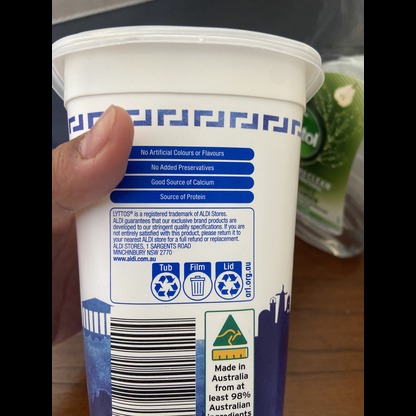 No Artificial Colours or Flavours
No Added Preservatives
Good Source of Calcium
Source of Protein
LYTTOS® is a registered trademark of ALDI Stores.
ALDI guarantees that our exclusive brand products are
developed to our stringent quality specifications. If you are
not entirely satisfied with this product, please return it to
your nearest ALDI store for a full refund or replacement.
ALDI STORES, 1 SARGENTS ROAD
MINCHINBURY NSW 2770
www.aldi.com.au
Tub Film Lid
arl.org.au
Made in
Australia
from at
least 98%
Australian
ingredients